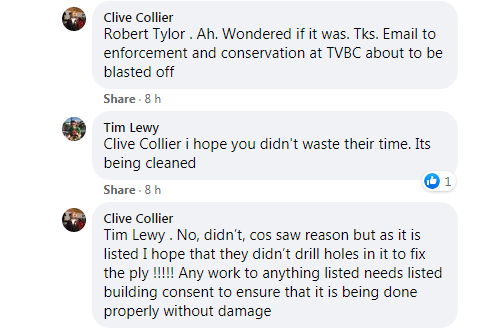 Clive Collier
Robert Tylor . Ah. Wondered if it was. Tks. Email to
enforcement and conservation at TVBC about to be
blasted off
Share · 8 h
Tim Lewy
Clive Collier i hope you didn't waste their time. Its
being cleaned
1
Share · 8 h
Clive Collier
Tim Lewy . No, didn't, cos saw reason but as it is
listed I hope that they didn't drill holes in it to fix
the ply !!!!! Any work to anything listed needs listed
building consent to ensure that it is being done
properly without damage